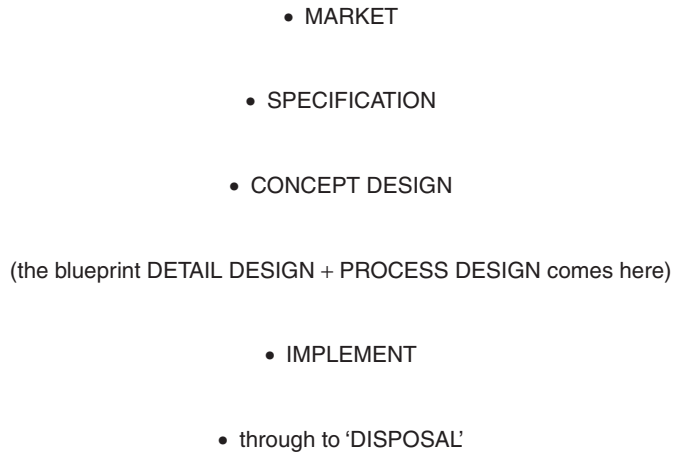 • MARKET
• SPECIFICATION
• CONCEPT DESIGN
(the blueprint DETAIL DESIGN + PROCESS DESIGN comes here)
• IMPLEMENT
• through to ‘DISPOSAL’